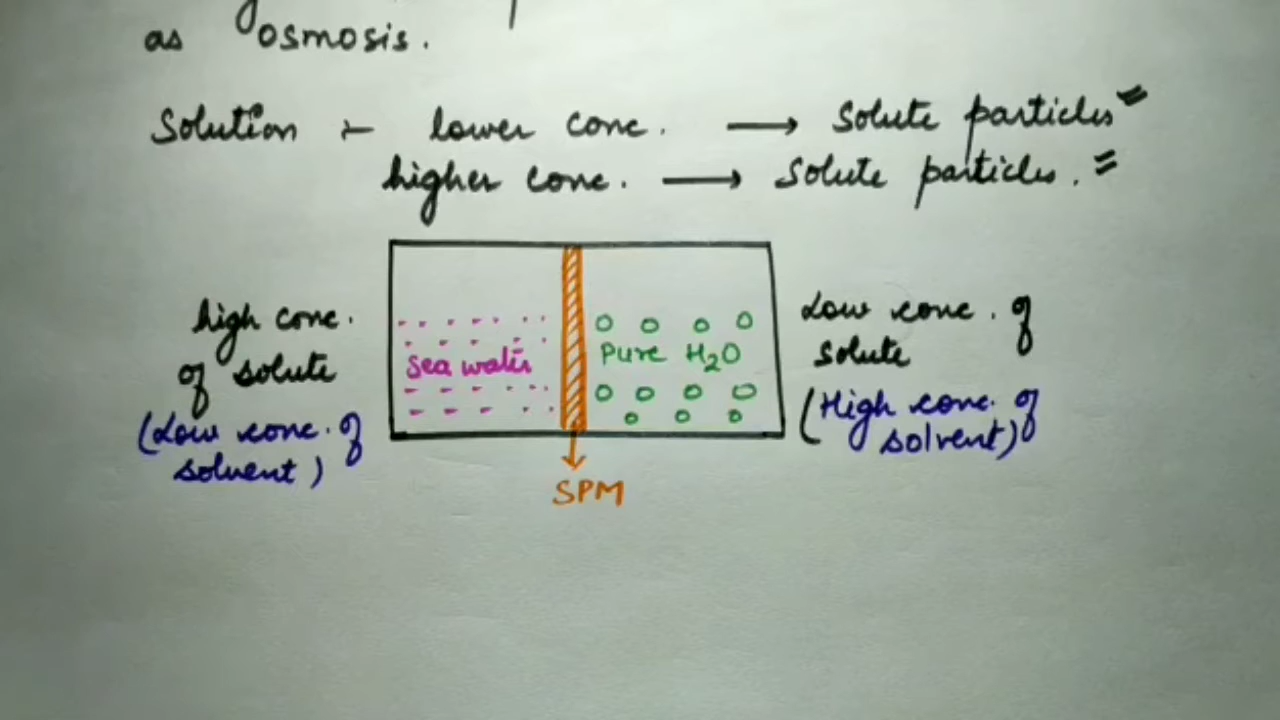 as osmosis.
Solution :- lower conc. → Solute particles
higher conc. → Solute particles.
high conc.
of solute
(Low conc. of
solvent)
Sea water
Pure H2O
Low conc. of
solute
(High conc. of
solvent)
SPM